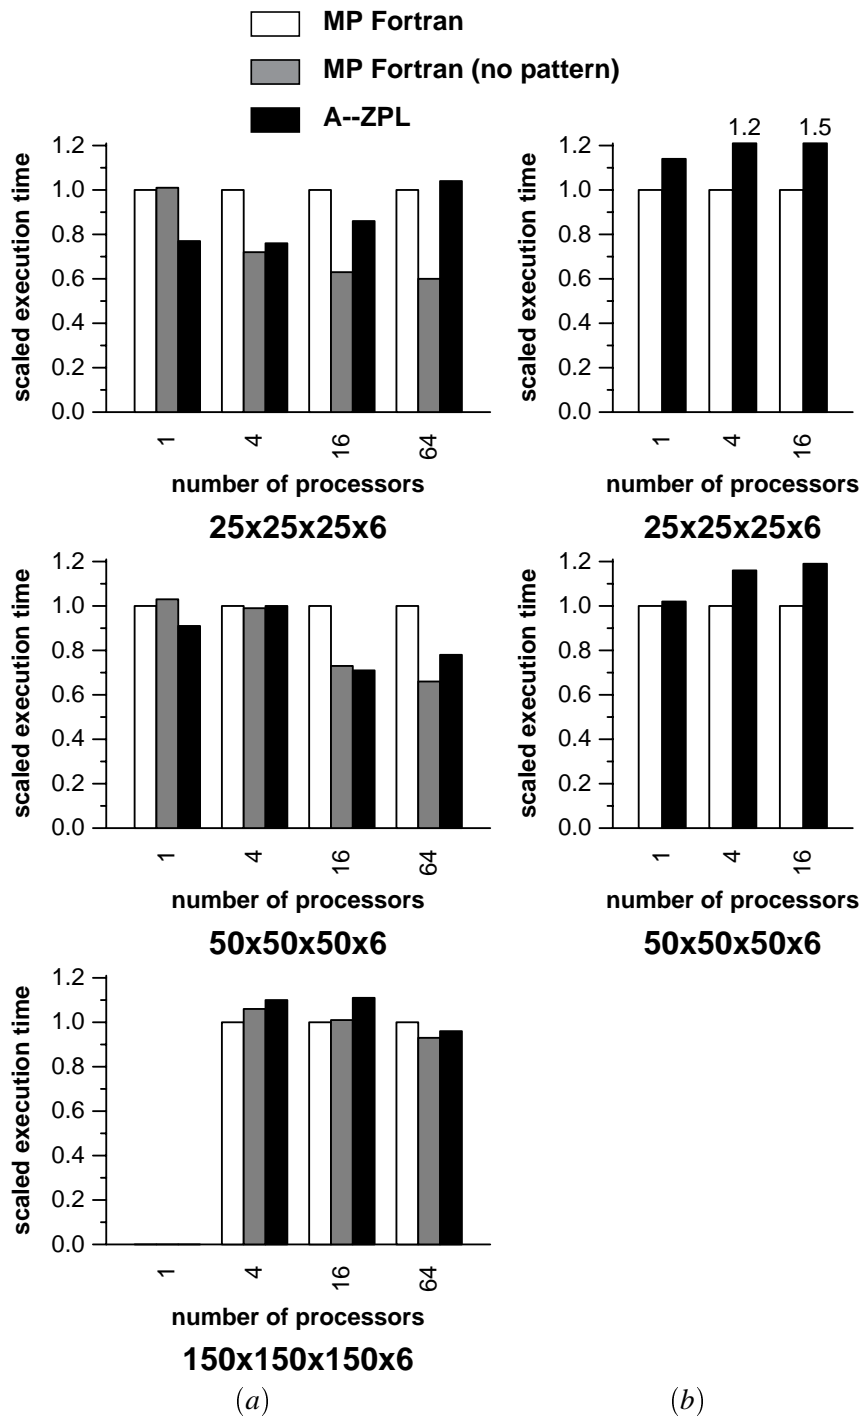 MP Fortran
MP Fortran (no pattern)
A--ZPL
scaled execution time
1.2
1.0
0.8
0.6
0.4
0.2
0.0
1 4 16 64
number of processors
25x25x25x6
1.2 1.5
scaled execution time
1.2
1.0
0.8
0.6
0.4
0.2
0.0
1 4 16
number of processors
25x25x25x6
scaled execution time
1.2
1.0
0.8
0.6
0.4
0.2
0.0
1 4 16 64
number of processors
50x50x50x6
scaled execution time
1.2
1.0
0.8
0.6
0.4
0.2
0.0
1 4 16
number of processors
50x50x50x6
scaled execution time
1.2
1.0
0.8
0.6
0.4
0.2
0.0
1 4 16 64
number of processors
150x150x150x6
(a) (b)